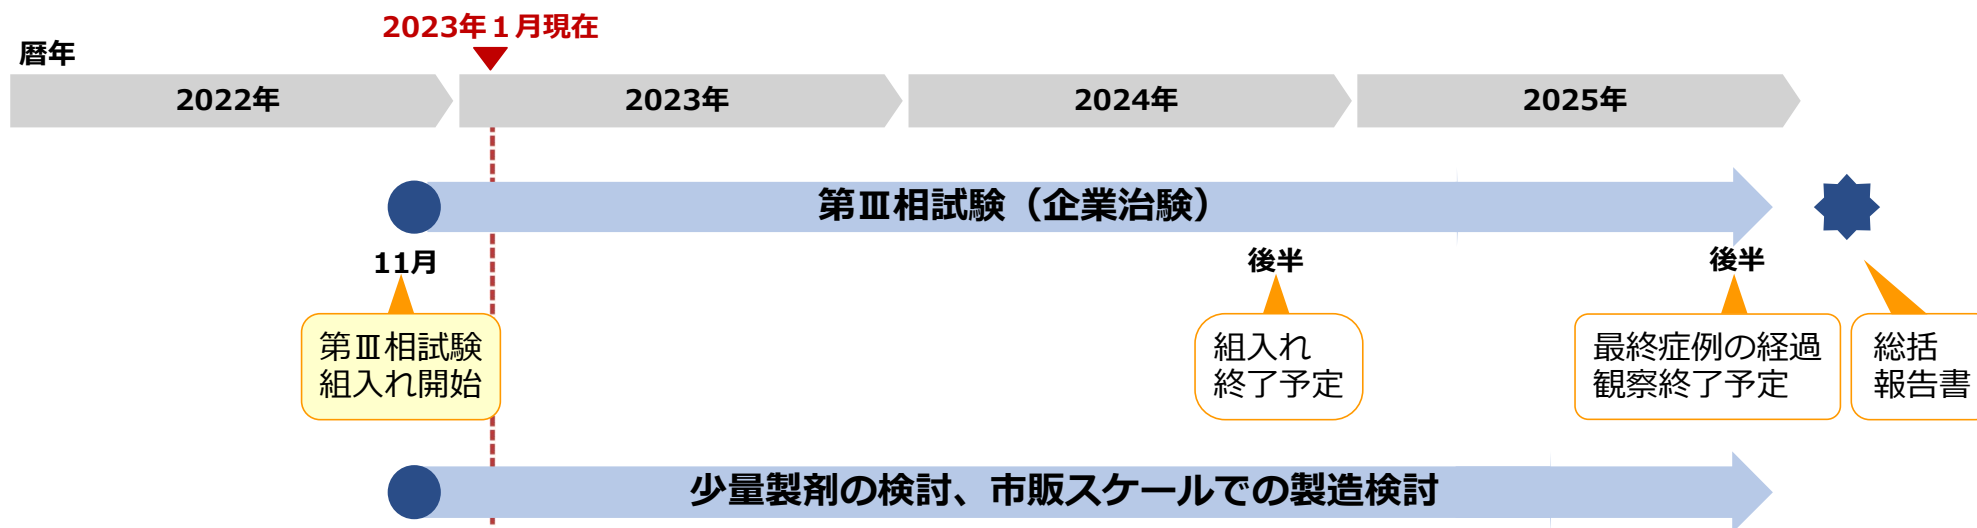 2023年１月現在
暦年
2022年
2023年
2024年
2025年
第Ⅲ相試験（企業治験）
11月
後半
後半
第Ⅲ相試験
組入れ開始
組入れ
終了予定
最終症例の経過
観察終了予定
総括
報告書
少量製剤の検討、市販スケールでの製造検討